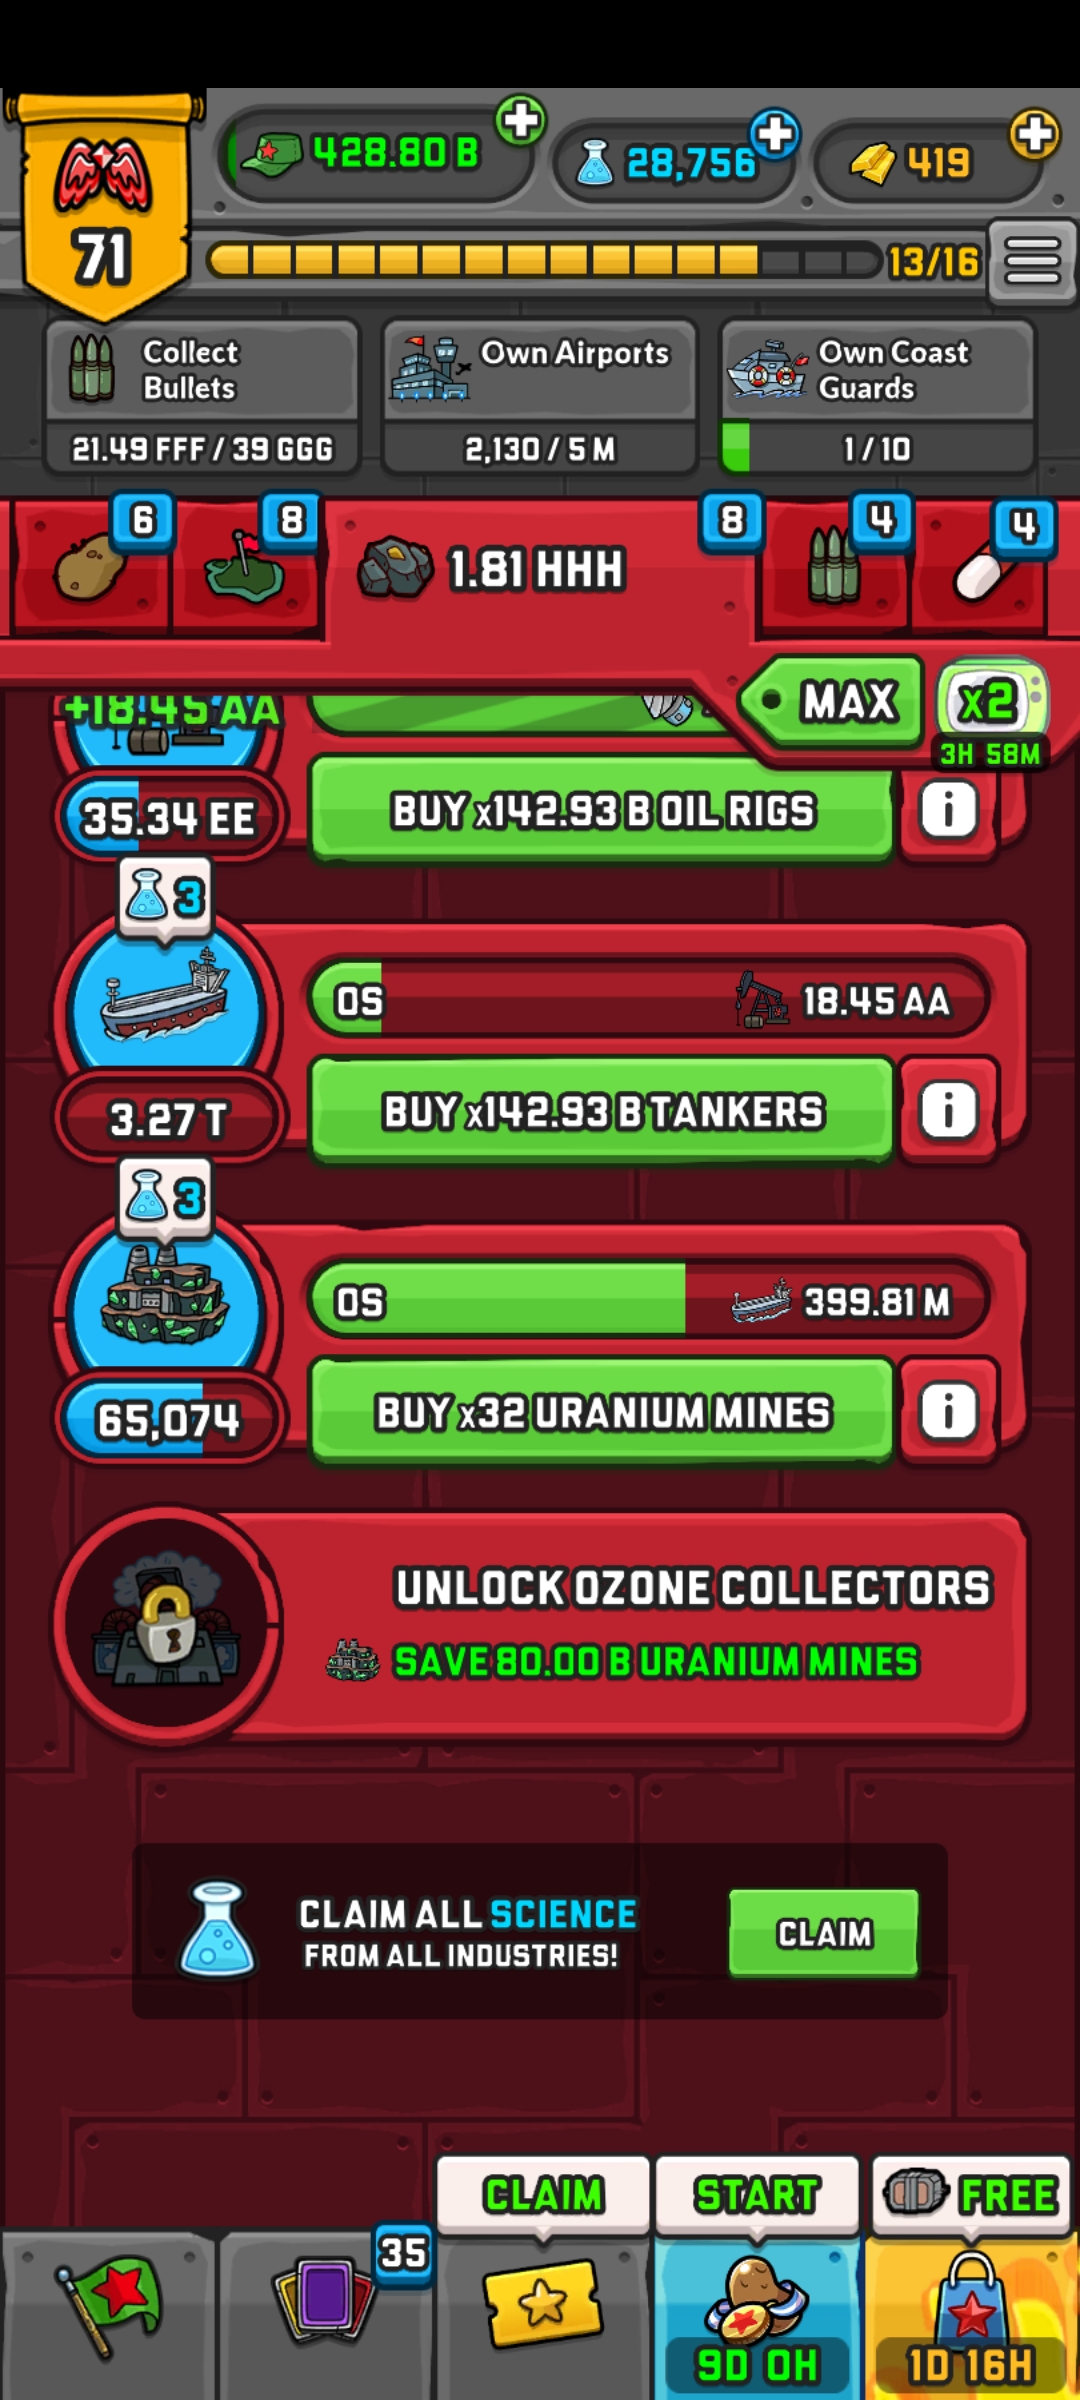 71
428.80 B
28,756
419
13/16
Collect
Bullets
21.49 FFF / 39 GGG
Own Airports
2,130 / 5 M
Own Coast
Guards
1 / 10
6
8
1.81 HHH
8
4
4
MAX
x2
3H 58M
+18.45 AA
35.34 EE
BUY x142.93 B OIL RIGS
i
3
0S
18.45 AA
3.27 T
BUY x142.93 B TANKERS
i
3
0S
399.81 M
65,074
BUY x32 URANIUM MINES
i
UNLOCK OZONE COLLECTORS
SAVE 80.00 B URANIUM MINES
CLAIM ALL SCIENCE
FROM ALL INDUSTRIES!
CLAIM
CLAIM
START
FREE
35
9D 0H
1D 16H